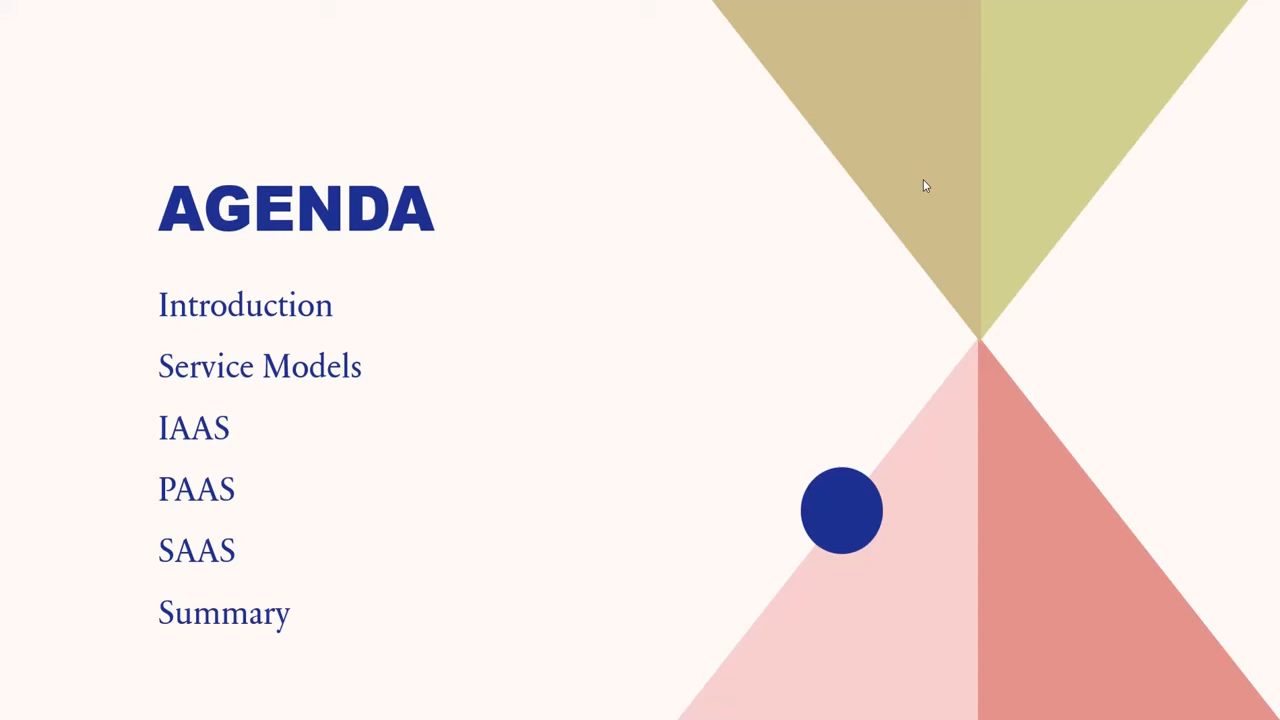 AGENDA
Introduction
Service Models
IAAS
PAAS
SAAS
Summary